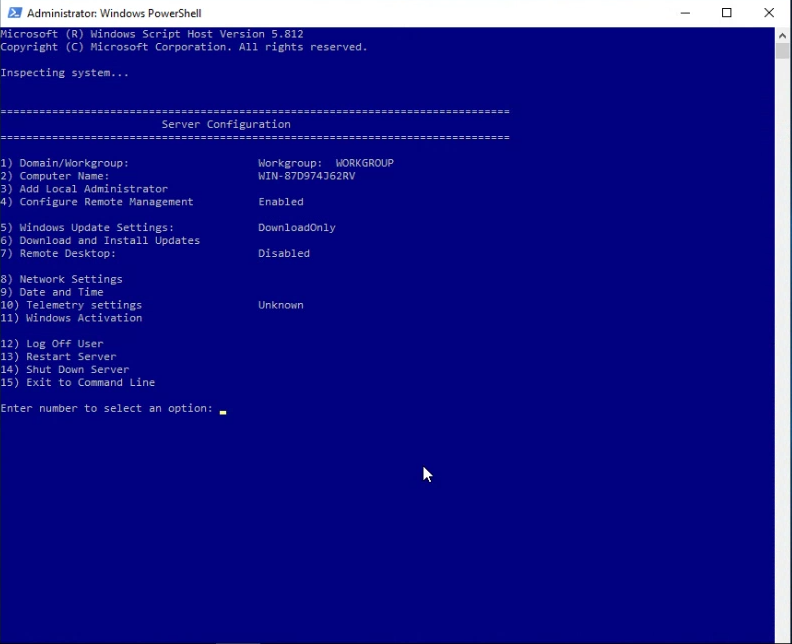 Administrator: Windows PowerShell
Microsoft (R) Windows Script Host Version 5.812
Copyright (C) Microsoft Corporation. All rights reserved.
Inspecting system...
===============================================================================
Server Configuration
===============================================================================
1) Domain/Workgroup: Workgroup: WORKGROUP
2) Computer Name: WIN-87D974J62RV
3) Add Local Administrator
4) Configure Remote Management Enabled
5) Windows Update Settings: DownloadOnly
6) Download and Install Updates
7) Remote Desktop: Disabled
8) Network Settings
9) Date and Time
10) Telemetry settings Unknown
11) Windows Activation
12) Log Off User
13) Restart Server
14) Shut Down Server
15) Exit to Command Line
Enter number to select an option: